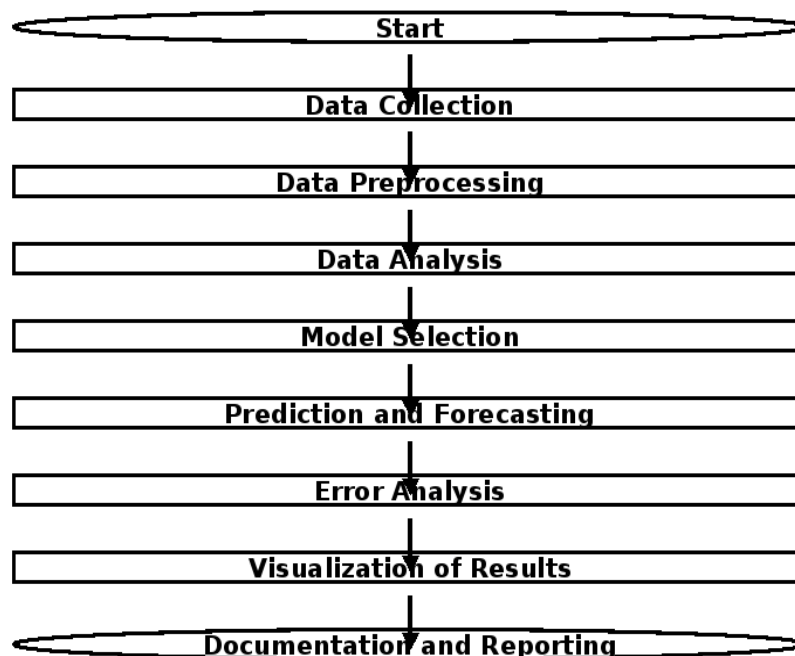 Start
Data Collection
Data Preprocessing
Data Analysis
Model Selection
Prediction and Forecasting
Error Analysis
Visualization of Results
Documentation and Reporting